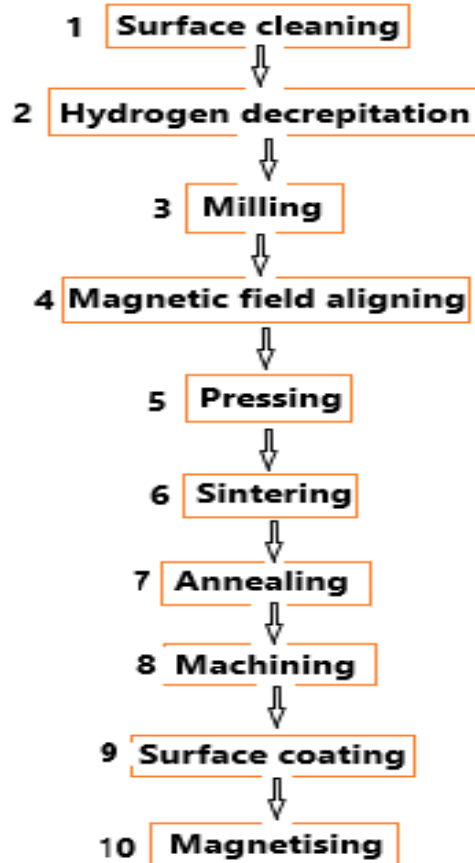 1 Surface cleaning
2 Hydrogen decrepitation
3 Milling
4 Magnetic field aligning
5 Pressing
6 Sintering
7 Annealing
8 Machining
9 Surface coating
10 Magnetising